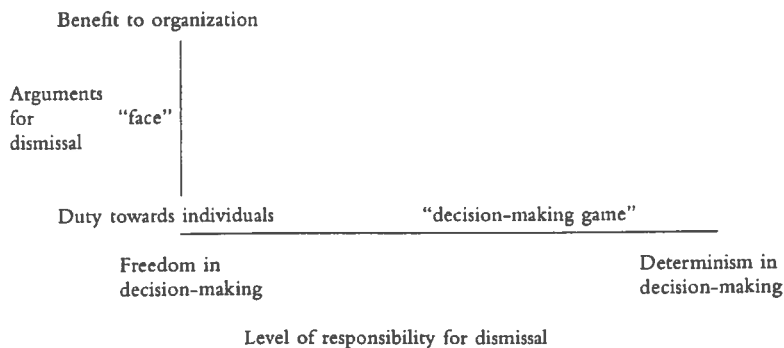 Benefit to organization
Arguments
for "face"
dismissal
Duty towards individuals "decision-making game"
Freedom in Determinism in
decision-making decision-making
Level of responsibility for dismissal